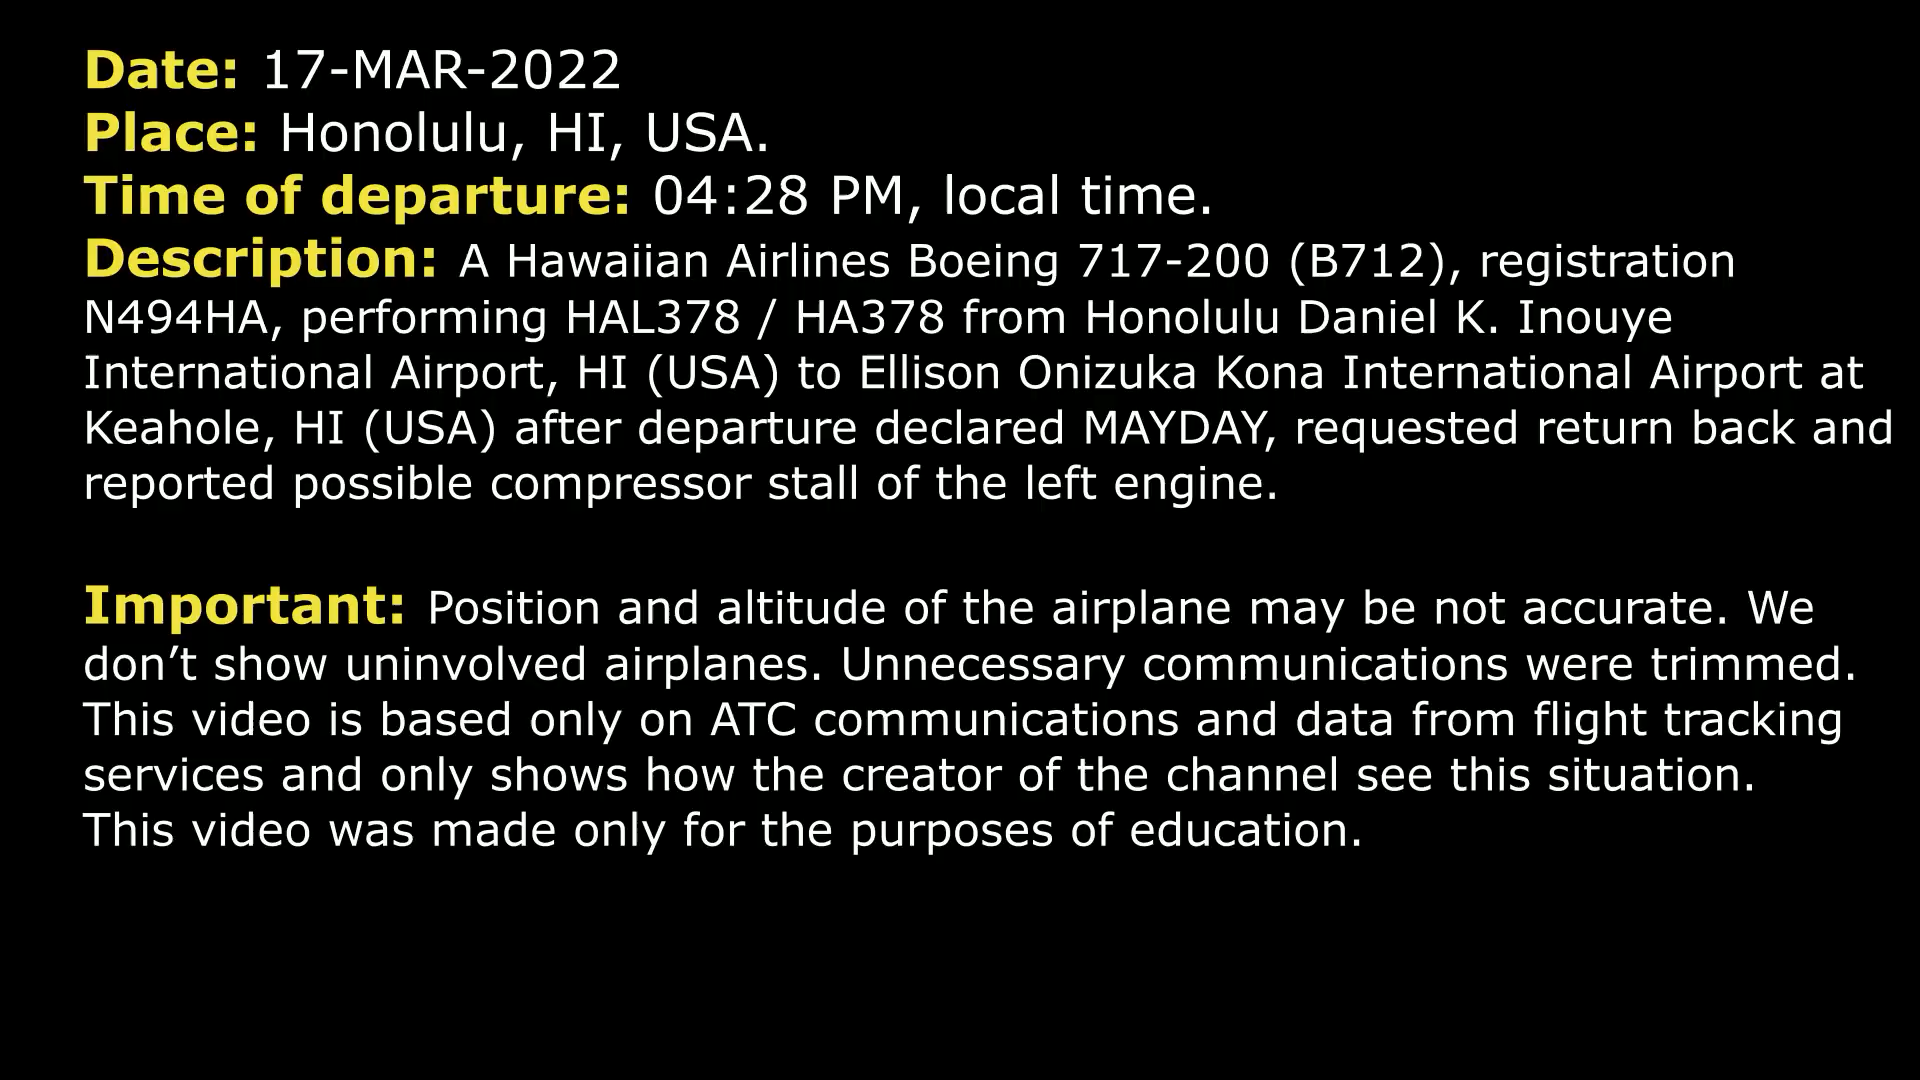 Date: 17-MAR-2022
Place: Honolulu, HI, USA.
Time of departure: 04:28 PM, local time.
Description: A Hawaiian Airlines Boeing 717-200 (B712), registration
N494HA, performing HAL378 / HA378 from Honolulu Daniel K. Inouye
International Airport, HI (USA) to Ellison Onizuka Kona International Airport at
Keahole, HI (USA) after departure declared MAYDAY, requested return back and
reported possible compressor stall of the left engine.
Important: Position and altitude of the airplane may be not accurate. We
don’t show uninvolved airplanes. Unnecessary communications were trimmed.
This video is based only on ATC communications and data from flight tracking
services and only shows how the creator of the channel see this situation.
This video was made only for the purposes of education.